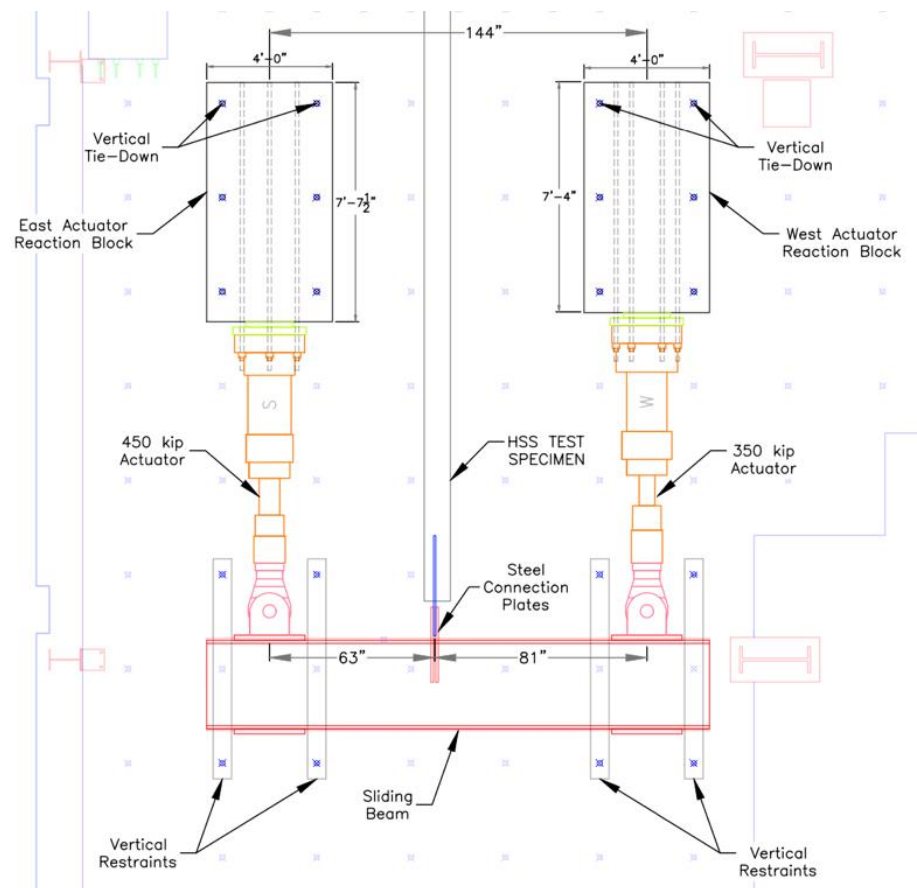 144"
4'-0"
4'-0"
Vertical
Tie-Down
Vertical
Tie-Down
7'-7½"
7'-4"
East Actuator
Reaction Block
West Actuator
Reaction Block
S
W
450 kip
Actuator
HSS TEST
SPECIMEN
350 kip
Actuator
Steel
Connection
Plates
63"
81"
Sliding
Beam
Vertical
Restraints
Vertical
Restraints